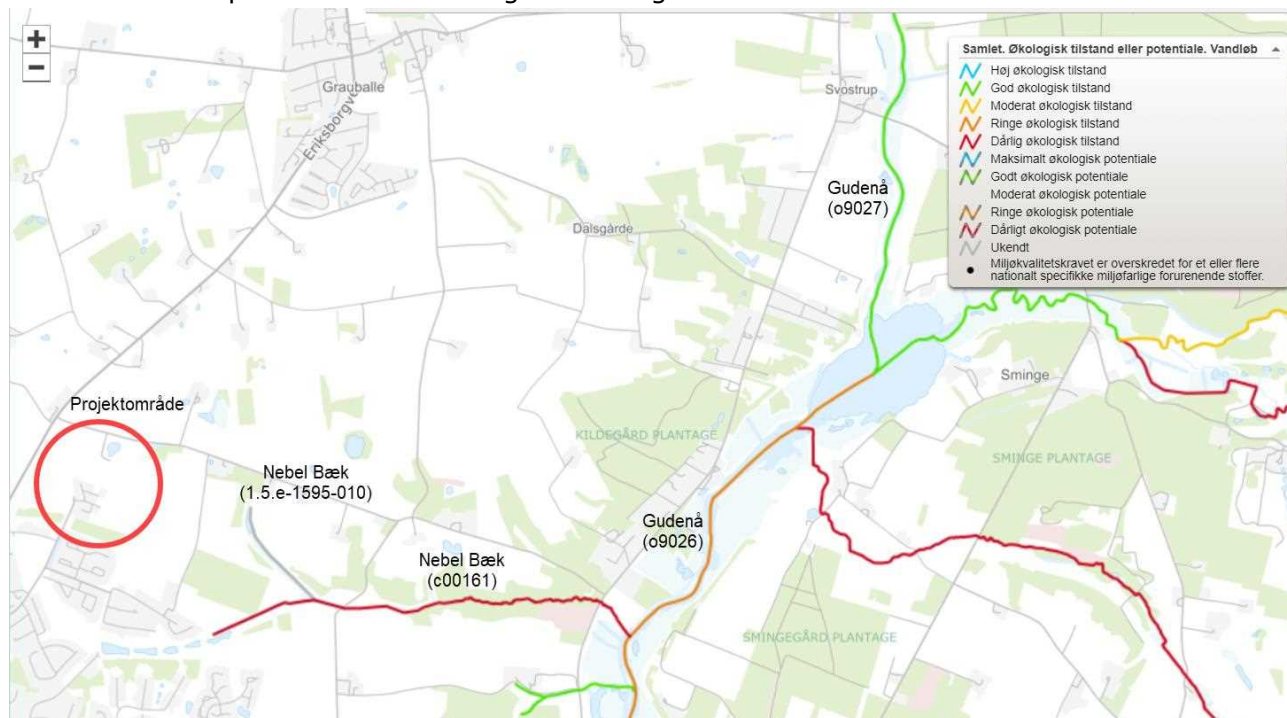 +
−
Grauballe
Eriksborgve
Svostrup
Dalsgårde
Gudenå
(o9027)
Samlet. Økologisk tilstand eller potentiale. Vandløb
Høj økologisk tilstand
God økologisk tilstand
Moderat økologisk tilstand
Ringe økologisk tilstand
Dårlig økologisk tilstand
Maksimalt økologisk potentiale
Godt økologisk potentiale
Moderat økologisk potentiale
Ringe økologisk potentiale
Dårligt økologisk potentiale
Ukendt
Miljøkvalitetskravet er overskredet for et eller flere
nationalt specifikke miljøfarlige forurenende stoffer.
Sminge
Projektområde
KILDEGÅRD PLANTAGE
SMINGE PLANTAGE
Nebel Bæk
(1.5.e-1595-010)
Gudenå
(o9026)
Nebel Bæk
(c00161)
SMINGEGÅRD PLANTAGE